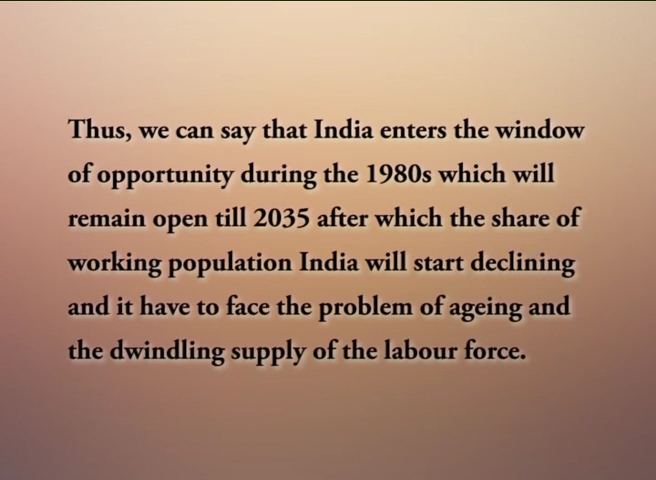 Thus, we can say that India enters the window
of opportunity during the 1980s which will
remain open till 2035 after which the share of
working population India will start declining
and it have to face the problem of ageing and
the dwindling supply of the labour force.